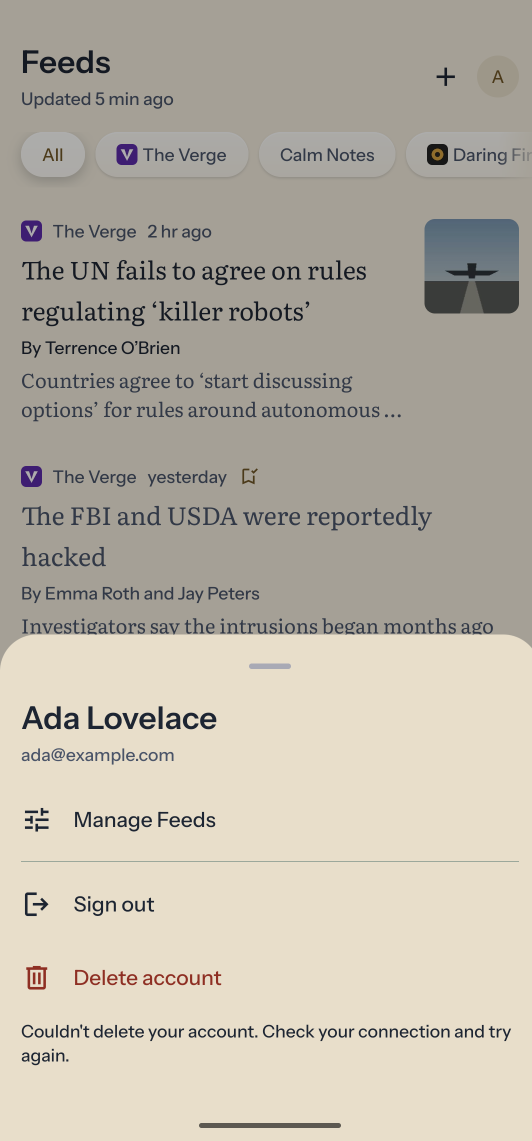 Feeds
Updated 5 min ago
A
All
The Verge
Calm Notes
Daring Fir
The Verge 2 hr ago
The UN fails to agree on rules
regulating ‘killer robots’
By Terrence O’Brien
Countries agree to ‘start discussing
options’ for rules around autonomous …
The Verge yesterday
The FBI and USDA were reportedly
hacked
By Emma Roth and Jay Peters
Investigators say the intrusions began months ago
Ada Lovelace
ada@example.com
Manage Feeds
Sign out
Delete account
Couldn't delete your account. Check your connection and try
again.